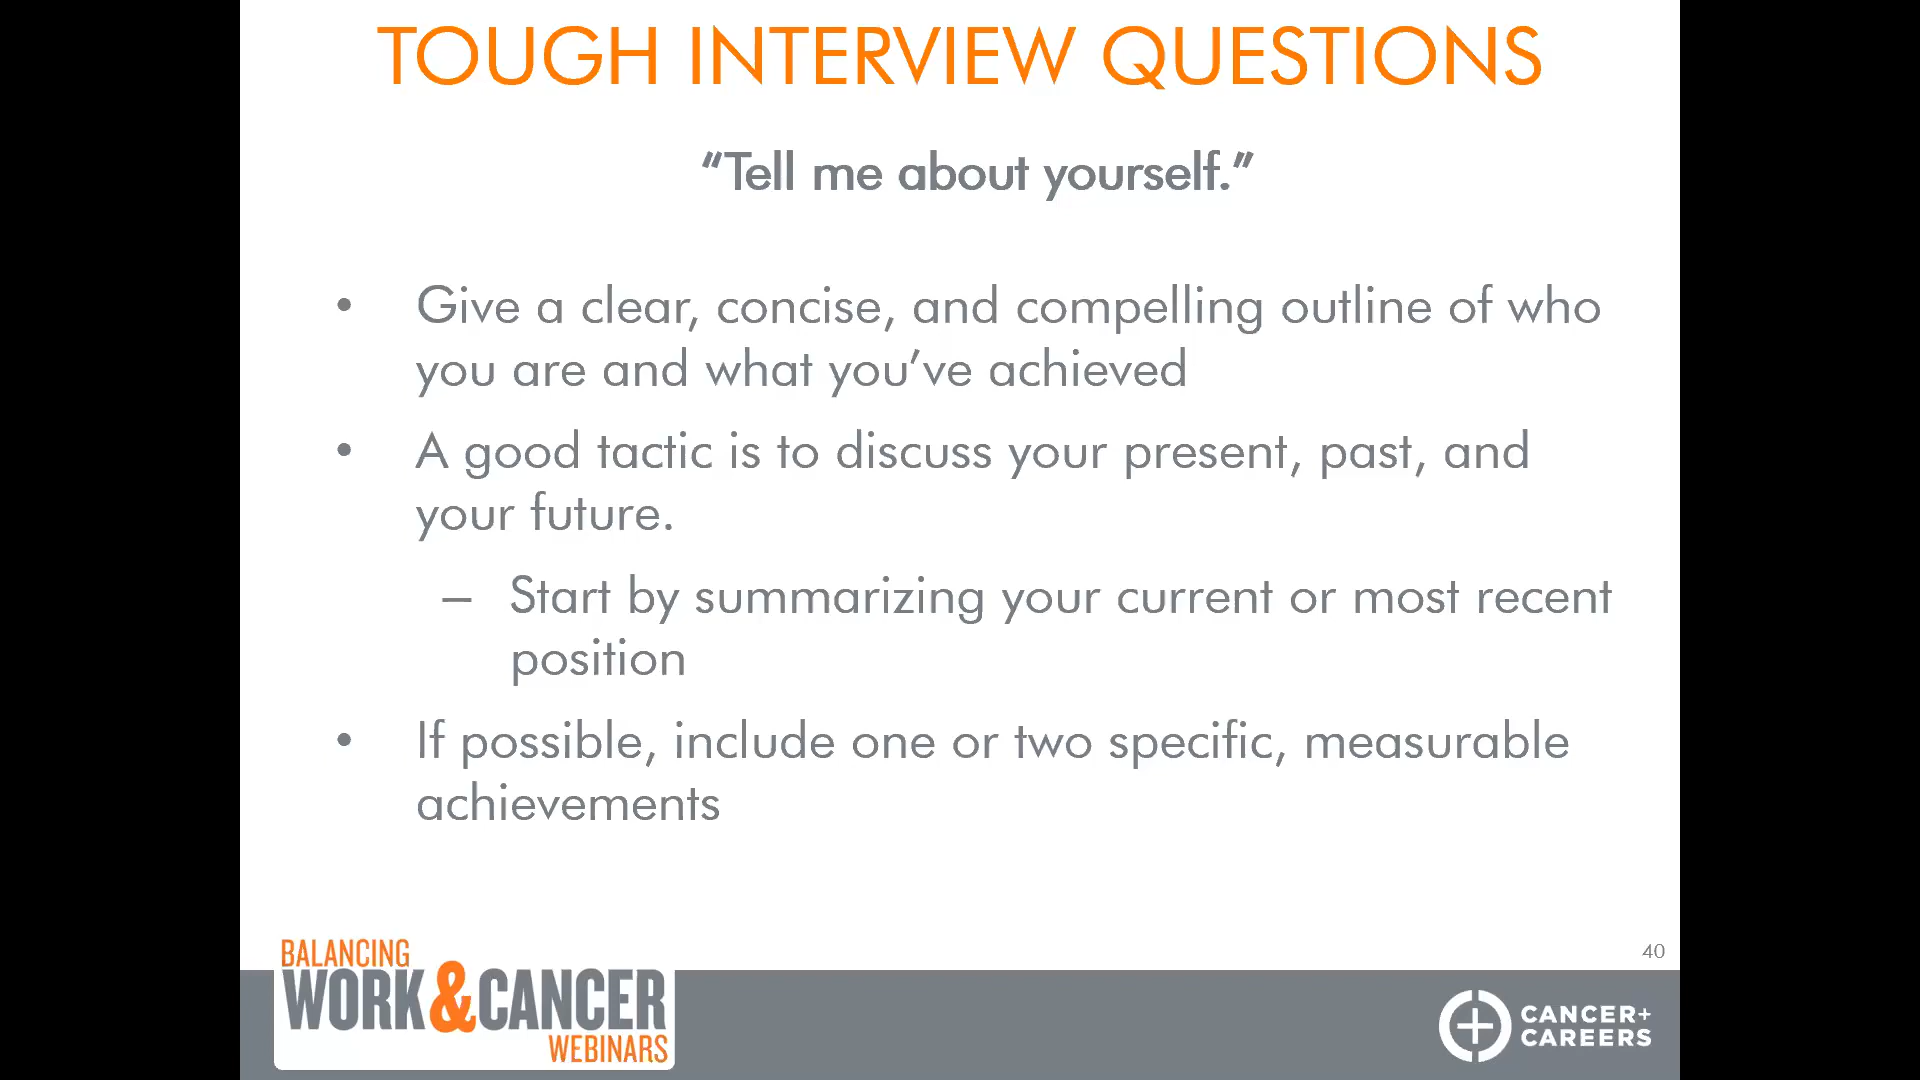 TOUGH INTERVIEW QUESTIONS
“Tell me about yourself.”
• Give a clear, concise, and compelling outline of who
you are and what you’ve achieved
• A good tactic is to discuss your present, past, and
your future.
– Start by summarizing your current or most recent
position
• If possible, include one or two specific, measurable
achievements
40
BALANCING
WORK&CANCER
WEBINARS
CANCER+
CAREERS